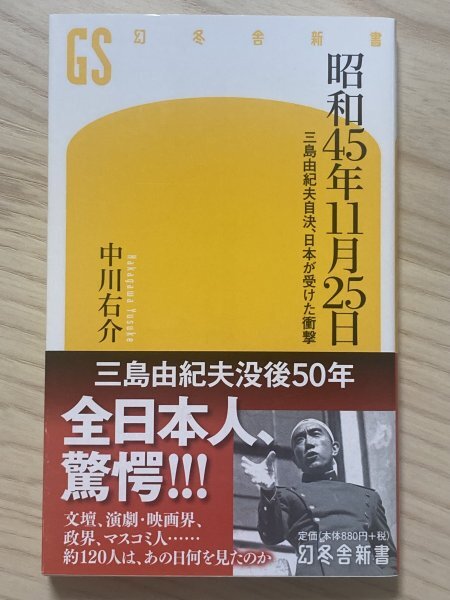 GS 幻冬舎新書
昭和45年11月25日
三島由紀夫自決、日本が受けた衝撃
中川右介
Nakagawa Yusuke
三島由紀夫没後50年
全日本人、
驚愕!!!
文壇、演劇・映画界、
政界、マスコミ人……
約120人は、あの日何を見たのか
定価(本体880円+税)
幻冬舎新書